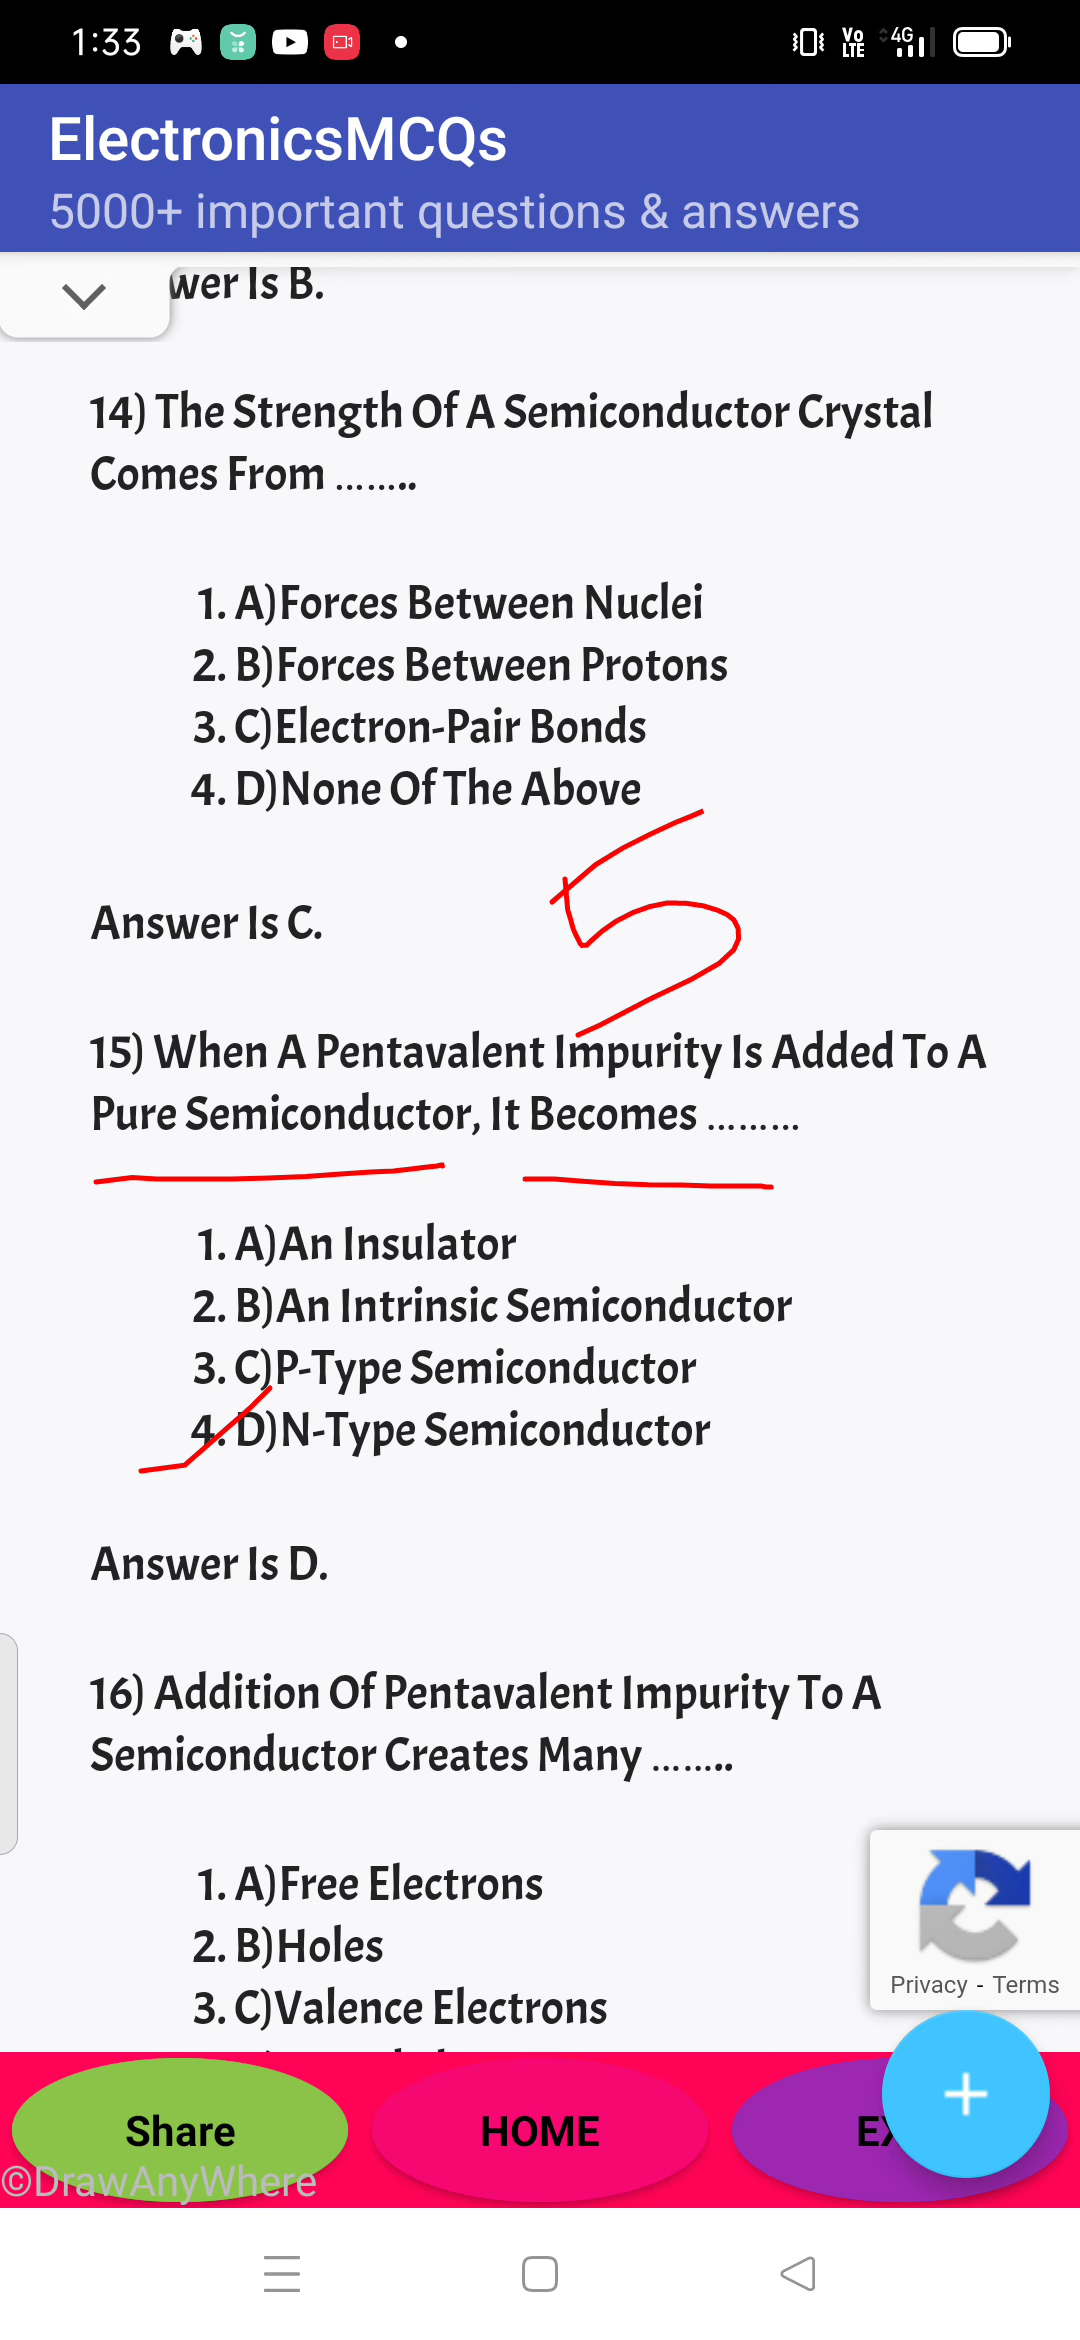 1:33
Vo LTE 4G
ElectronicsMCQs
5000+ important questions & answers
wer Is B.
14) The Strength Of A Semiconductor Crystal
Comes From ........
1. A)Forces Between Nuclei
2. B)Forces Between Protons
3. C)Electron-Pair Bonds
4. D)None Of The Above
5
Answer Is C.
15) When A Pentavalent Impurity Is Added To A
Pure Semiconductor, It Becomes .........
1. A)An Insulator
2. B)An Intrinsic Semiconductor
3. C)P-Type Semiconductor
4. D)N-Type Semiconductor
Answer Is D.
16) Addition Of Pentavalent Impurity To A
Semiconductor Creates Many ........
1. A)Free Electrons
2. B)Holes
3. C)Valence Electrons
Privacy - Terms
Share HOME
+
©DrawAnyWhere